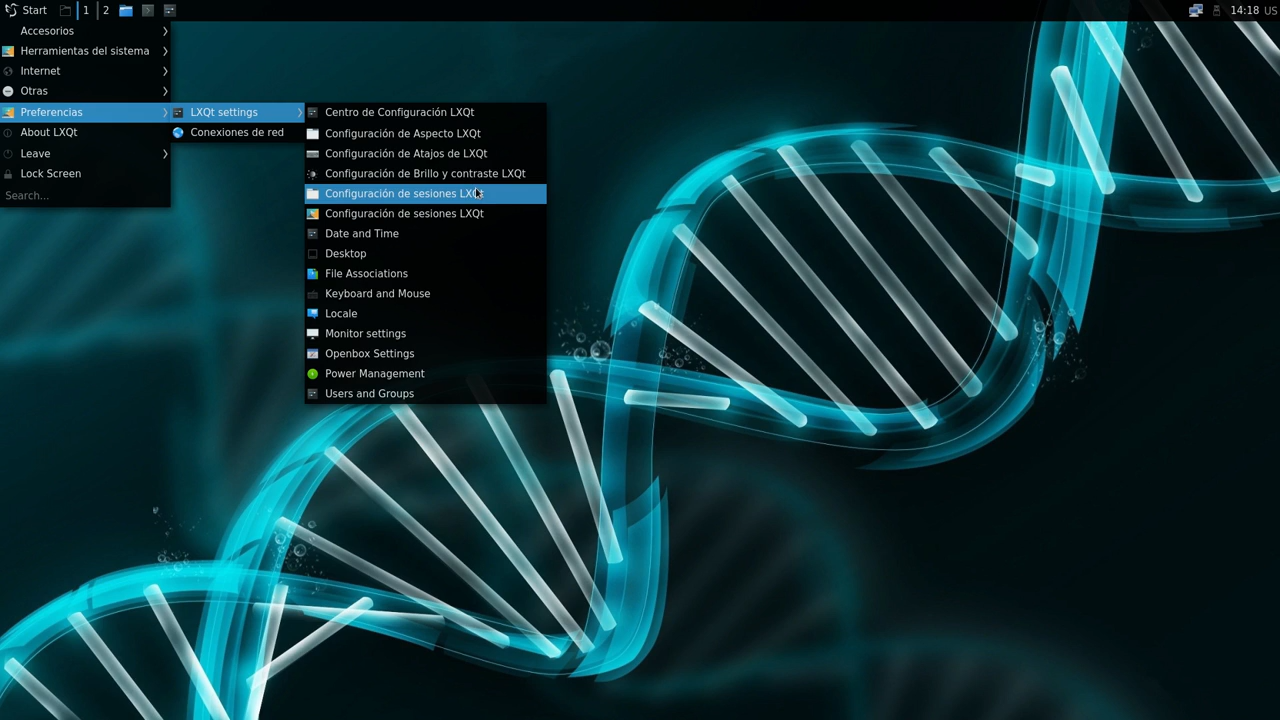 Start 1 2 14:18 US
Accesorios
Herramientas del sistema
Internet
Otras
Preferencias
About LXQt
Leave
Lock Screen
Search...
LXQt settings
Conexiones de red
Centro de Configuración LXQt
Configuración de Aspecto LXQt
Configuración de Atajos de LXQt
Configuración de Brillo y contraste LXQt
Configuración de sesiones LXQt
Configuración de sesiones LXQt
Date and Time
Desktop
File Associations
Keyboard and Mouse
Locale
Monitor settings
Openbox Settings
Power Management
Users and Groups